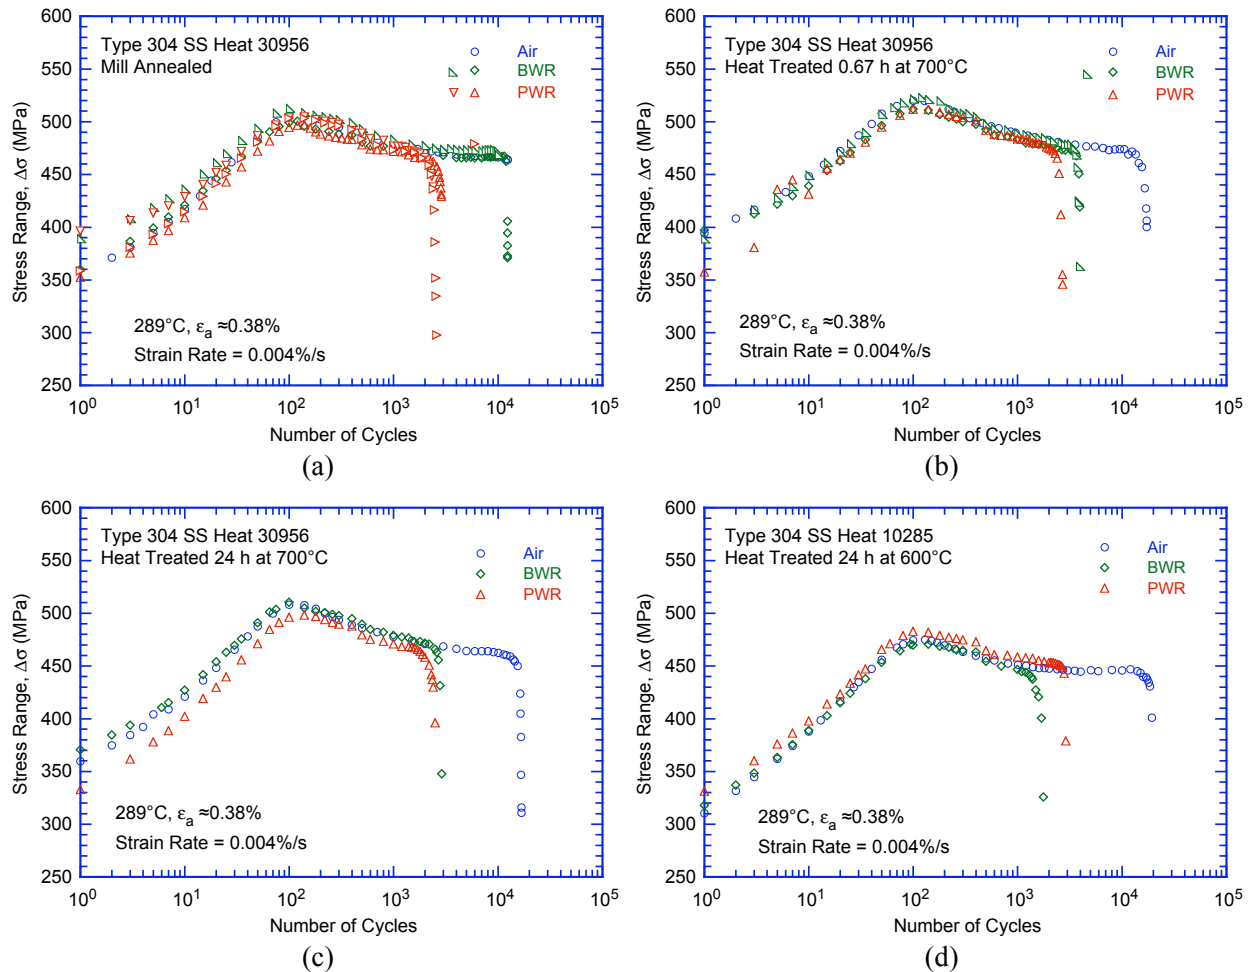 Type 304 SS Heat 30956
Mill Annealed
Air
BWR
PWR
289°C, εa ≈0.38%
Strain Rate = 0.004%/s
Stress Range, Δσ (MPa)
600
550
500
450
400
350
300
250
10^0
10^1
10^2
10^3
10^4
10^5
Number of Cycles
(a)
Type 304 SS Heat 30956
Heat Treated 0.67 h at 700°C
Air
BWR
PWR
289°C, εa ≈0.38%
Strain Rate = 0.004%/s
Stress Range, Δσ (MPa)
600
550
500
450
400
350
300
250
10^0
10^1
10^2
10^3
10^4
10^5
Number of Cycles
(b)
Type 304 SS Heat 30956
Heat Treated 24 h at 700°C
Air
BWR
PWR
289°C, εa ≈0.38%
Strain Rate = 0.004%/s
Stress Range, Δσ (MPa)
600
550
500
450
400
350
300
250
10^0
10^1
10^2
10^3
10^4
10^5
Number of Cycles
(c)
Type 304 SS Heat 10285
Heat Treated 24 h at 600°C
Air
BWR
PWR
289°C, εa ≈0.38%
Strain Rate = 0.004%/s
Stress Range, Δσ (MPa)
600
550
500
450
400
350
300
250
10^0
10^1
10^2
10^3
10^4
10^5
Number of Cycles
(d)